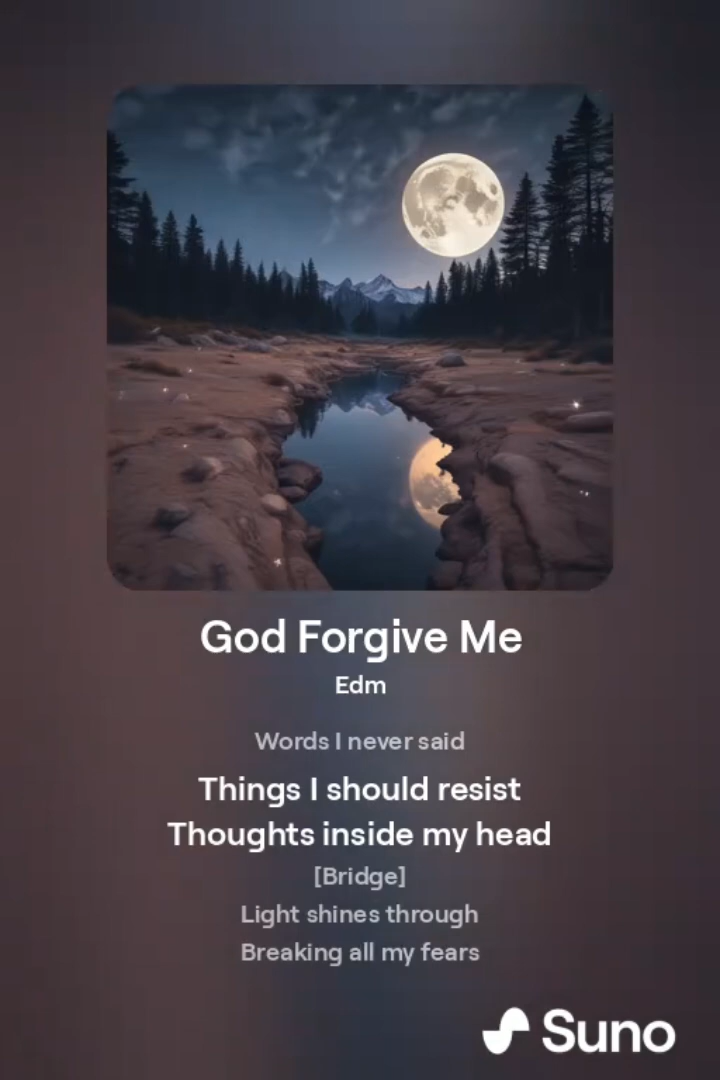 God Forgive Me
Edm
Words I never said
Things I should resist
Thoughts inside my head
[Bridge]
Light shines through
Breaking all my fears
Suno